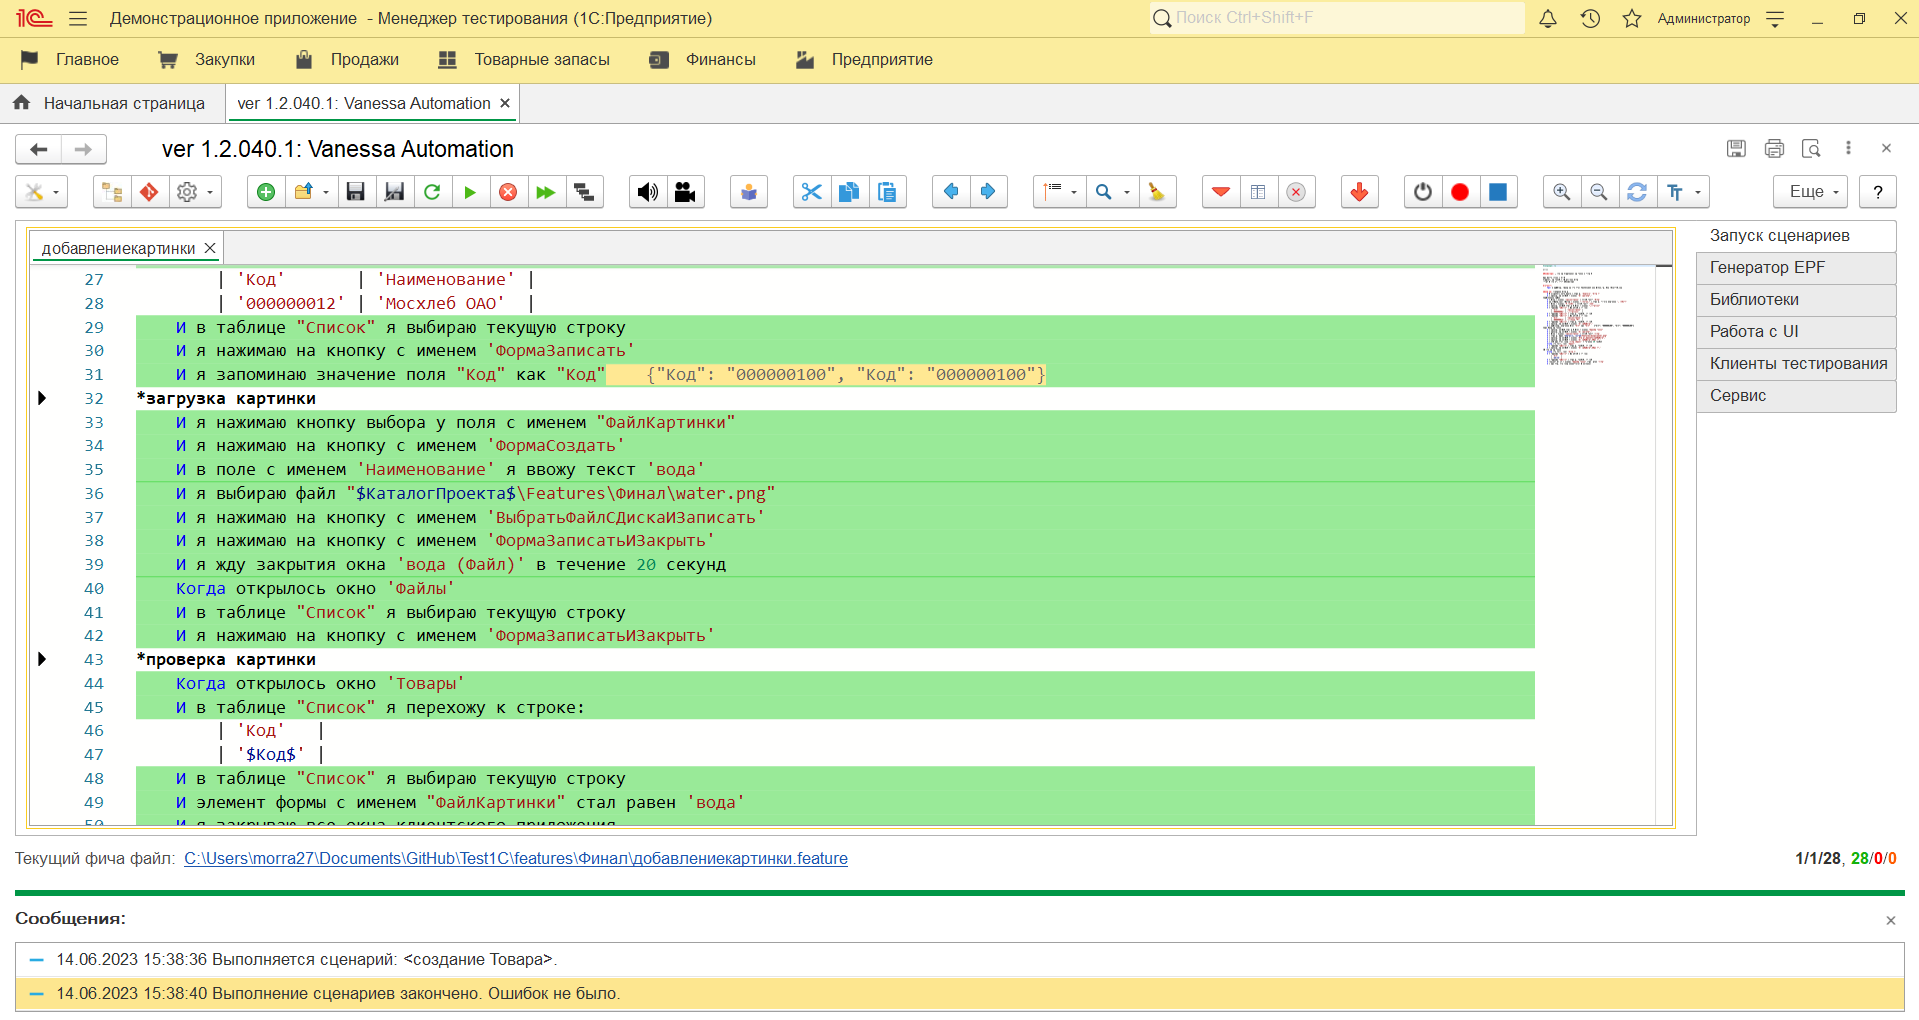 Демонстрационное приложение - Менеджер тестирования (1С:Предприятие)
Поиск Ctrl+Shift+F
Администратор
Главное Закупки Продажи Товарные запасы Финансы Предприятие
Начальная страница ver 1.2.040.1: Vanessa Automation
ver 1.2.040.1: Vanessa Automation
Еще ?
добавлениекартинки
27 | 'Код' | 'Наименование' |
28 | '000000012' | 'Мосхлеб ОАО' |
29 И в таблице "Список" я выбираю текущую строку
30 И я нажимаю на кнопку с именем 'ФормаЗаписать'
31 И я запоминаю значение поля "Код" как "Код" {"Код": "000000100", "Код": "000000100"}
32 *загрузка картинки
33 И я нажимаю кнопку выбора у поля с именем "ФайлКартинки"
34 И я нажимаю на кнопку с именем 'ФормаСоздать'
35 И в поле с именем 'Наименование' я ввожу текст 'вода'
36 И я выбираю файл "$КаталогПроекта$\Features\Финал\water.png"
37 И я нажимаю на кнопку с именем 'ВыбратьФайлСДискаИЗаписать'
38 И я нажимаю на кнопку с именем 'ФормаЗаписатьИЗакрыть'
39 И я жду закрытия окна 'вода (Файл)' в течение 20 секунд
40 Когда открылось окно 'Файлы'
41 И в таблице "Список" я выбираю текущую строку
42 И я нажимаю на кнопку с именем 'ФормаЗаписатьИЗакрыть'
43 *проверка картинки
44 Когда открылось окно 'Товары'
45 И в таблице "Список" я перехожу к строке:
46 | 'Код' |
47 | '$Код$' |
48 И в таблице "Список" я выбираю текущую строку
49 И элемент формы с именем "ФайлКартинки" стал равен 'вода'
50 И я закрываю все окна клиентского приложения
Запуск сценариев
Генератор EPF
Библиотеки
Работа с UI
Клиенты тестирования
Сервис
Текущий фича файл: C:\Users\morra27\Documents\GitHub\Test1C\features\Финал\добавлениекартинки.feature
1/1/28, 28/0/0
Сообщения:
14.06.2023 15:38:36 Выполняется сценарий: <создание Товара>.
14.06.2023 15:38:40 Выполнение сценариев закончено. Ошибок не было.